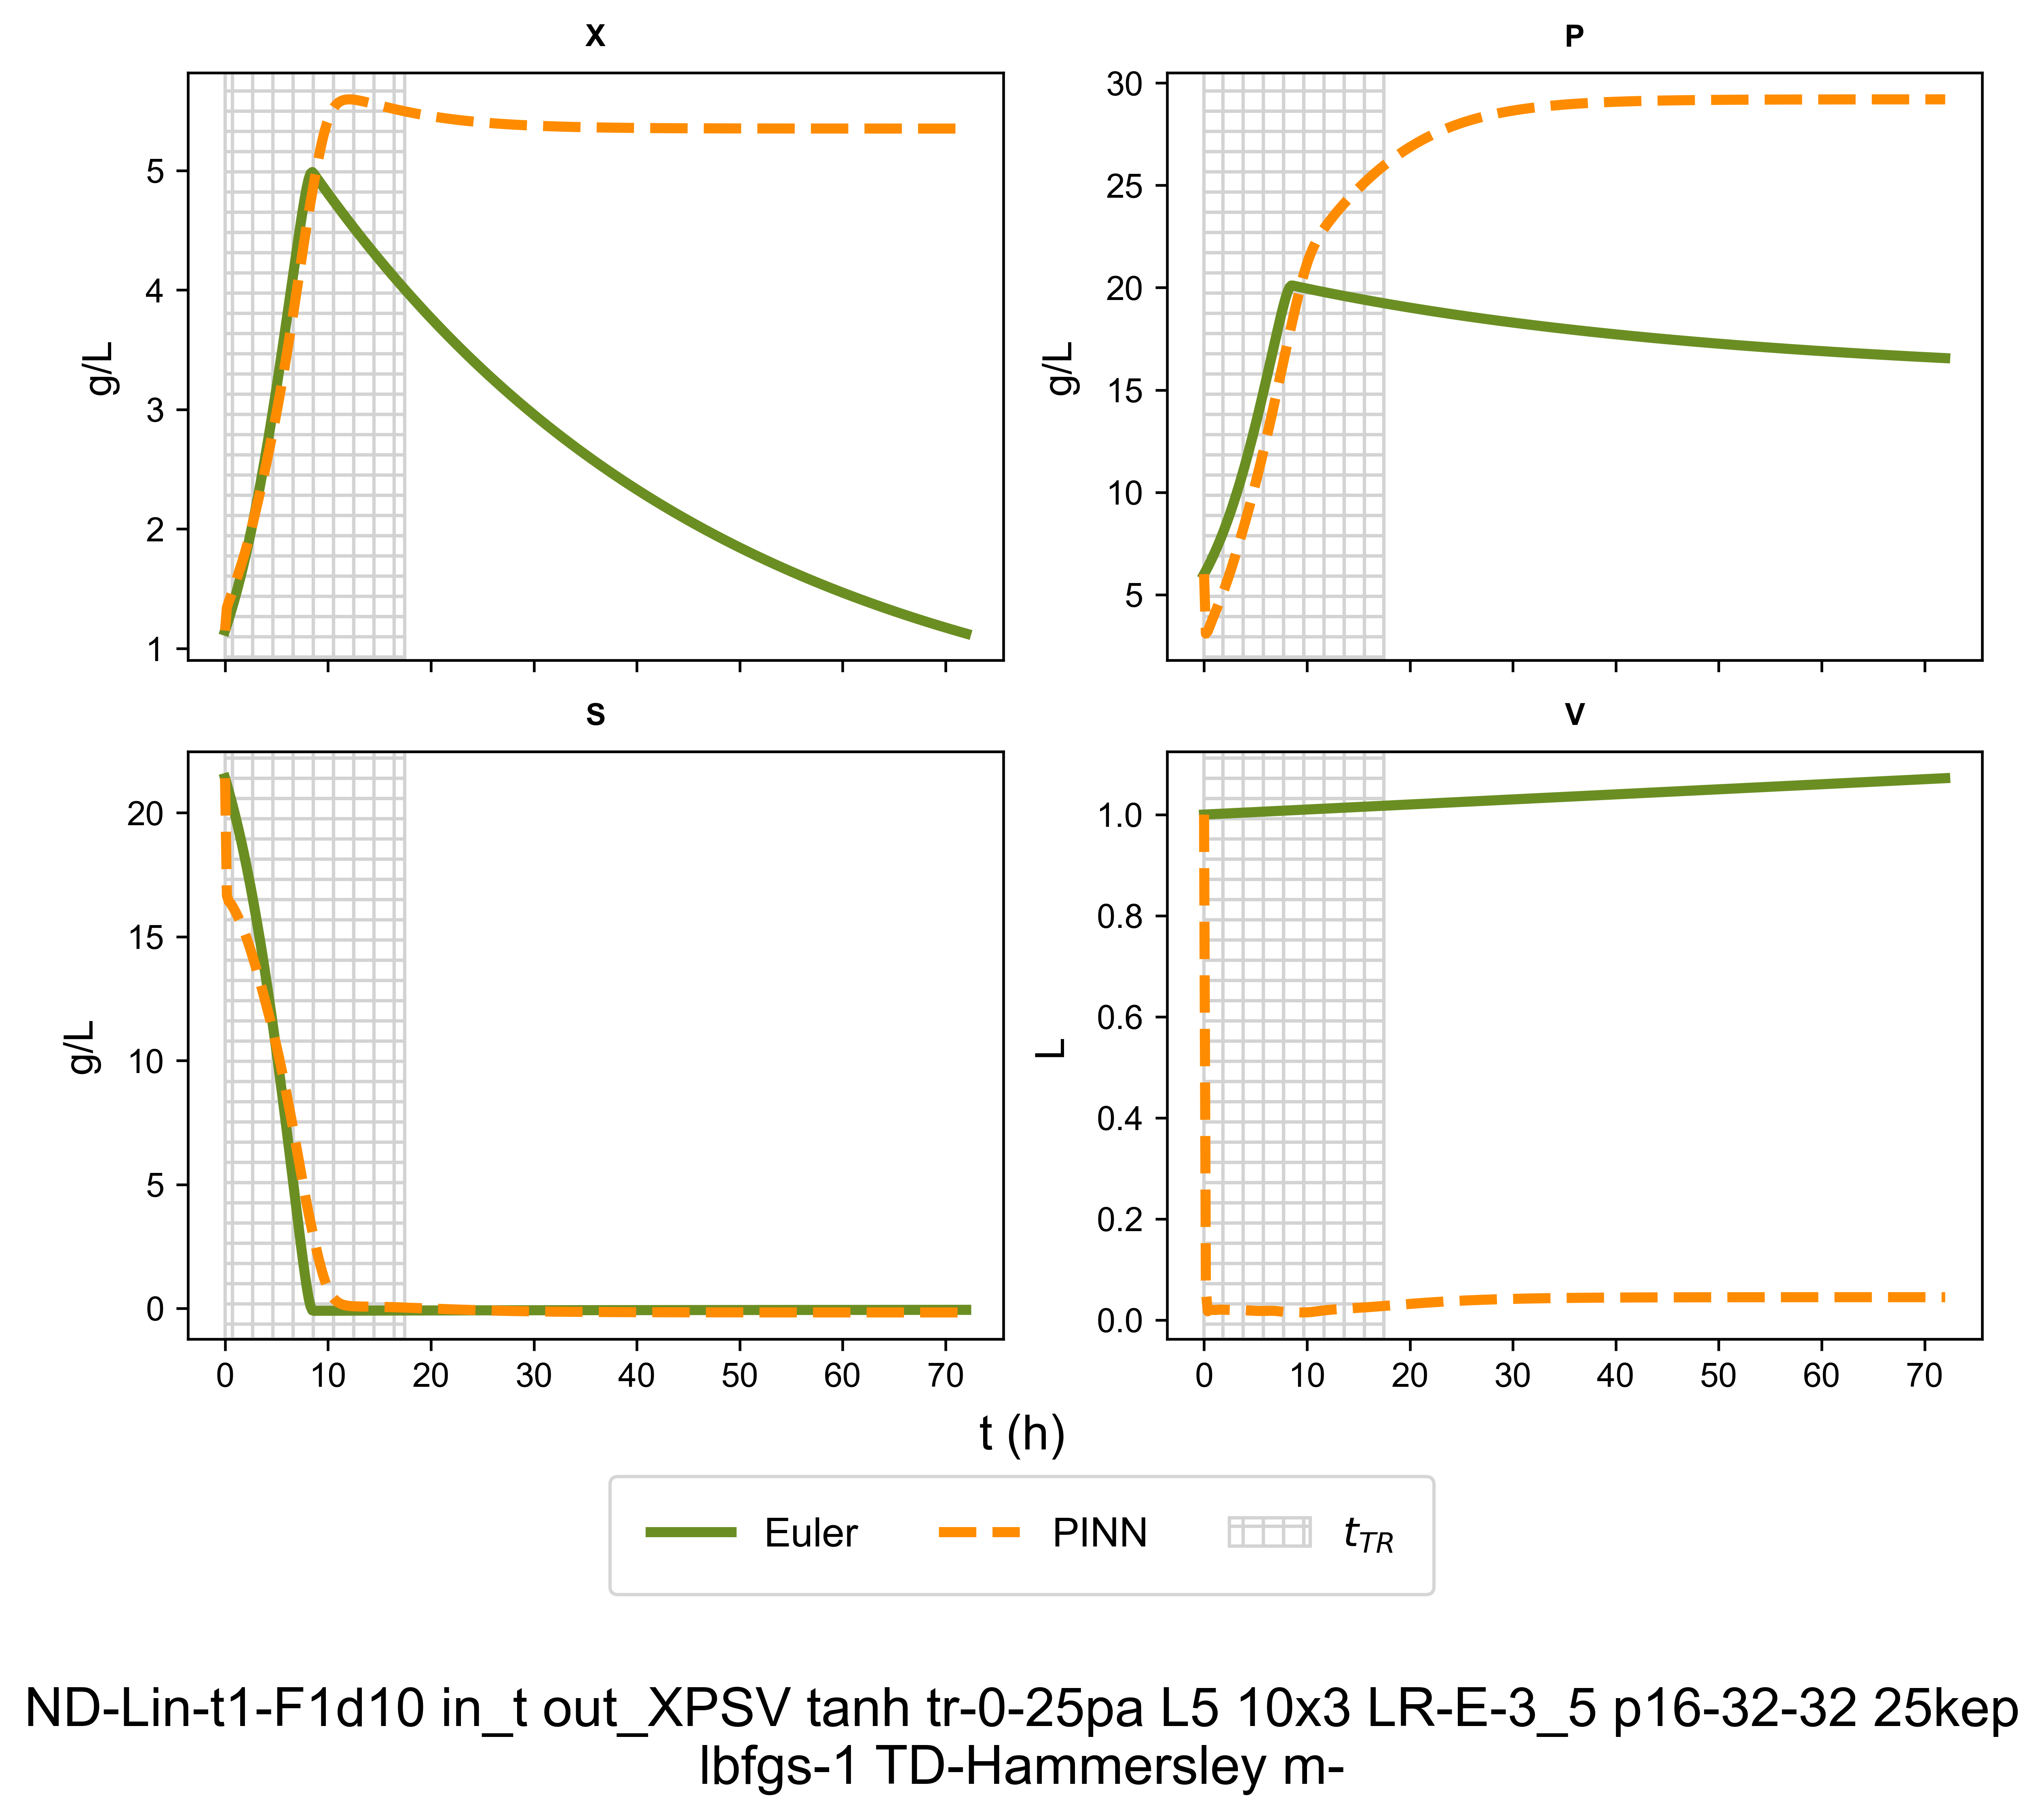 X
P
g/L
5
4
3
2
1
g/L
30
25
20
15
10
5
S
V
g/L
20
15
10
5
0
0 10 20 30 40 50 60 70
L
1.0
0.8
0.6
0.4
0.2
0.0
0 10 20 30 40 50 60 70
t (h)
Euler PINN t_TR
ND-Lin-t1-F1d10 in_t out_XPSV tanh tr-0-25pa L5 10x3 LR-E-3_5 p16-32-32 25kep
lbfgs-1 TD-Hammersley m-